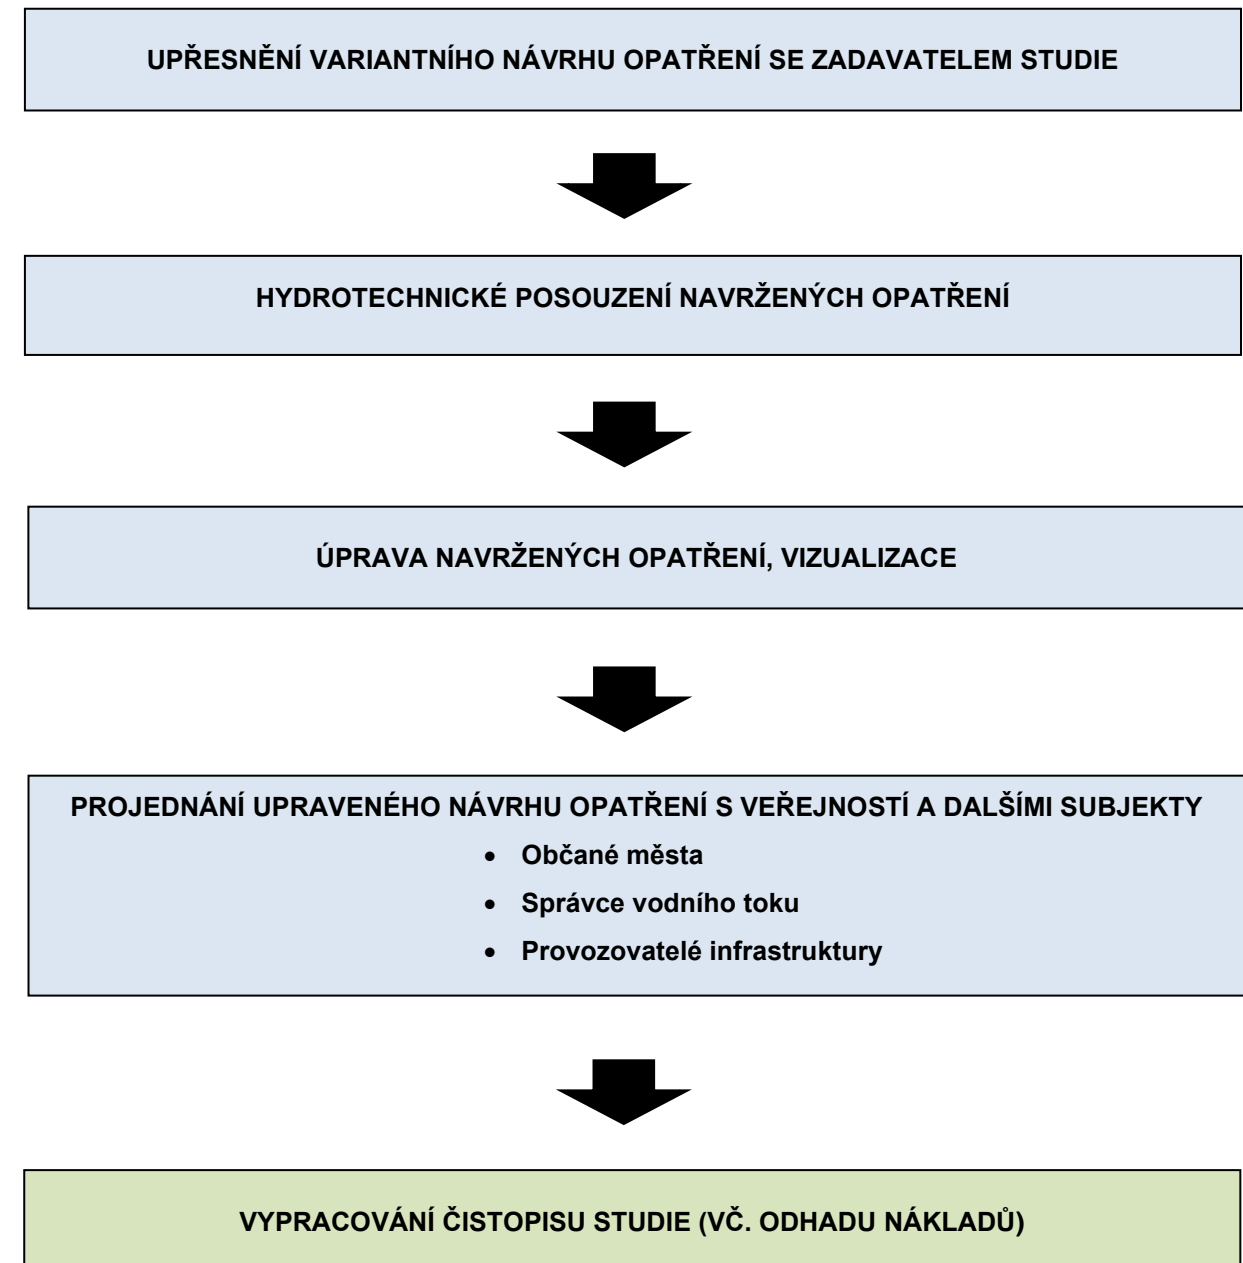 UPŘESNĚNÍ VARIANTNÍHO NÁVRHU OPATŘENÍ SE ZADAVATELEM STUDIE
HYDROTECHNICKÉ POSOUZENÍ NAVRŽENÝCH OPATŘENÍ
ÚPRAVA NAVRŽENÝCH OPATŘENÍ, VIZUALIZACE
PROJEDNÁNÍ UPRAVENÉHO NÁVRHU OPATŘENÍ S VEŘEJNOSTÍ A DALŠÍMI SUBJEKTY
• Občané města
• Správce vodního toku
• Provozovatelé infrastruktury
VYPRACOVÁNÍ ČISTOPISU STUDIE (VČ. ODHADU NÁKLADŮ)